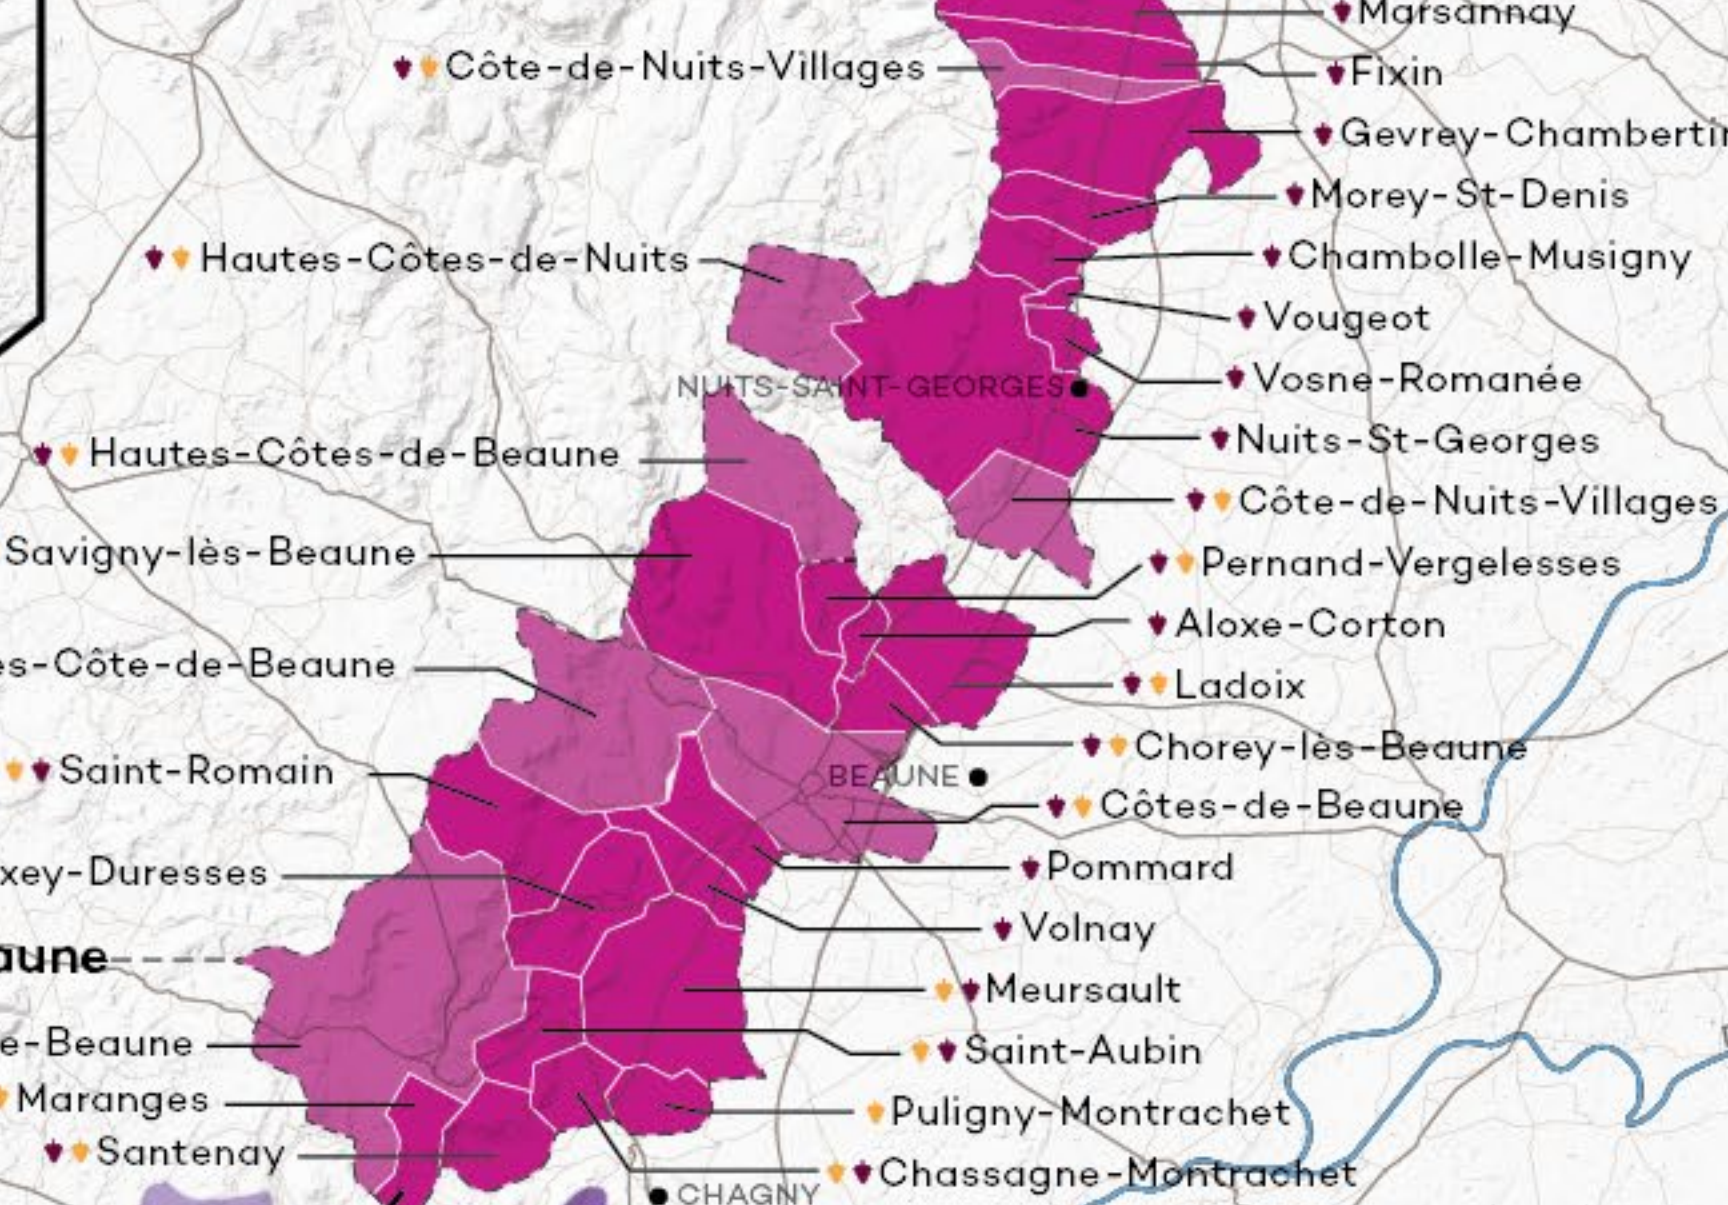 Marsannay
Côte-de-Nuits-Villages
Fixin
Gevrey-Chamberti
Morey-St-Denis
Hautes-Côtes-de-Nuits
Chambolle-Musigny
Vougeot
NUITS-SAINT-GEORGES
Vosne-Romanée
Hautes-Côtes-de-Beaune
Nuits-St-Georges
Côte-de-Nuits-Villages
Savigny-lès-Beaune
Pernand-Vergelesses
Aloxe-Corton
es-Côte-de-Beaune
Ladoix
Chorey-lès-Beaune
Saint-Romain
BEAUNE
Côtes-de-Beaune
xey-Duresses
Pommard
Volnay
aune
Meursault
e-Beaune
Saint-Aubin
Maranges
Puligny-Montrachet
Santenay
Chassagne-Montrachet
CHAGNY